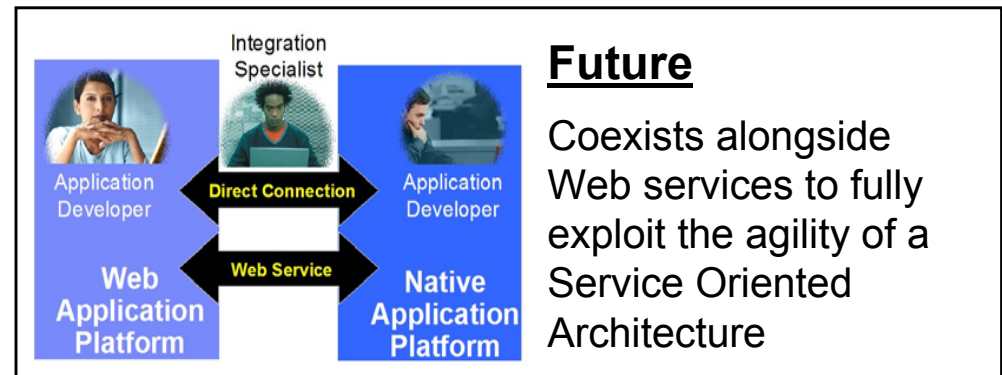 Integration
Specialist
Application
Developer
Direct Connection
Application
Developer
Web Service
Web
Application
Platform
Native
Application
Platform
Future
Coexists alongside
Web services to fully
exploit the agility of a
Service Oriented
Architecture